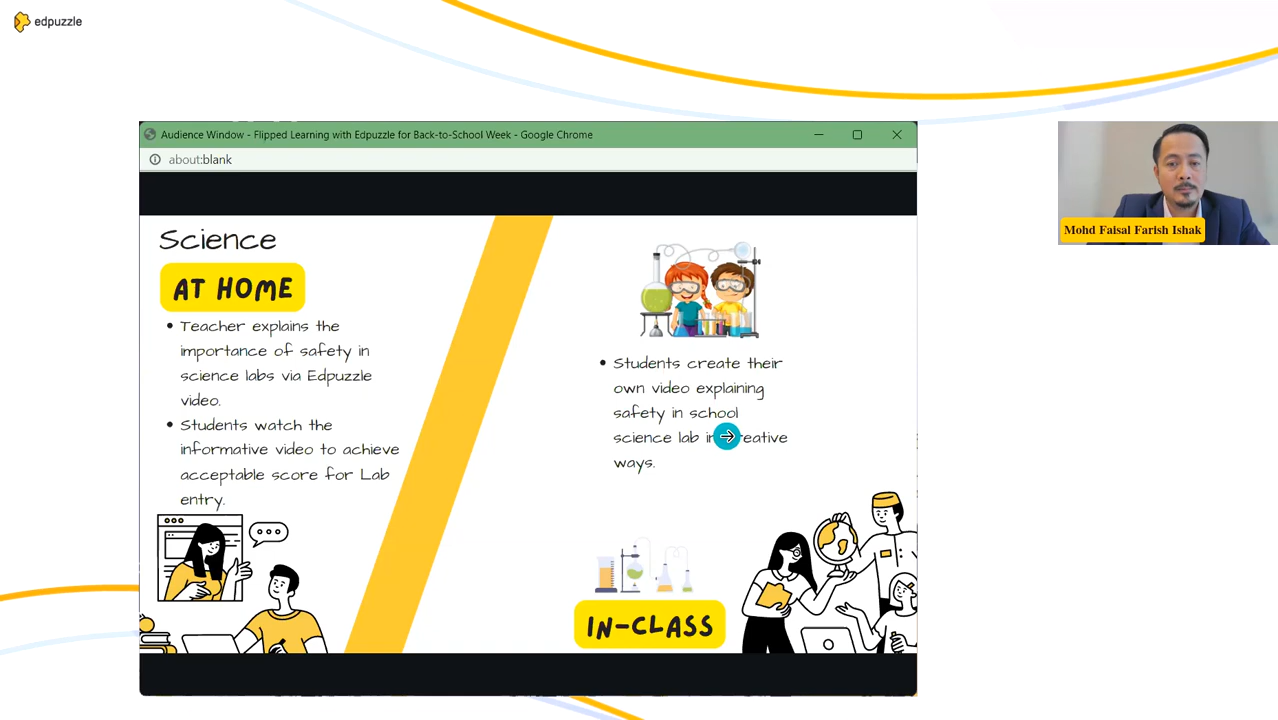 edpuzzle
Audience Window - Flipped Learning with Edpuzzle for Back-to-School Week - Google Chrome
about:blank
Mohd Faisal Farish Ishak
Science
AT HOME
• Teacher explains the
importance of safety in
science labs via Edpuzzle
video.
• Students watch the
informative video to achieve
acceptable score for Lab
entry.
• Students create their
own video explaining
safety in school
science lab
ways.
IN-CLASS